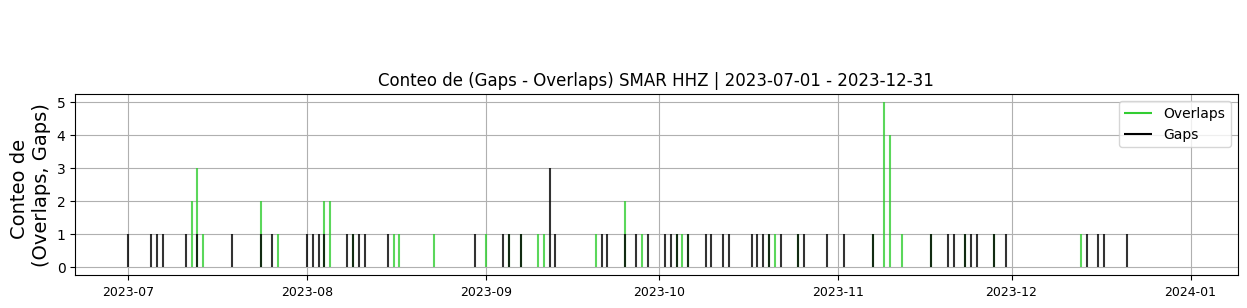 Conteo de (Gaps - Overlaps) SMAR HHZ | 2023-07-01 - 2023-12-31
Conteo de
(Overlaps, Gaps)
5
4
3
2
1
0
Overlaps
Gaps
2023-07
2023-08
2023-09
2023-10
2023-11
2023-12
2024-01